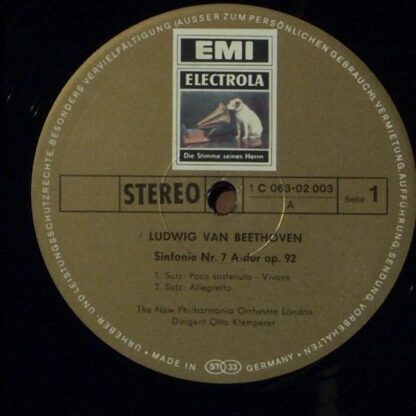 EMI
ELECTROLA
Die Stimme seines Herrn
STEREO
1 C 063-02 003
A
Seite 1
LUDWIG VAN BEETHOVEN
Sinfonie Nr. 7 A-dur op. 92
1. Satz: Poco sostenuto - Vivace
2. Satz: Allegretto
The New Philharmonia Orchestra London
Dirigent Otto Klemperer
URHEBER- UND LEISTUNGSSCHUTZRECHTE, BESONDERS VERVIELFÄLTIGUNG (AUSSER ZUM PERSÖNLICHEN GEBRAUCH), VERMIETUNG, AUFFÜHRUNG, SENDUNG, VORBEHALTEN
• MADE IN STO 33 GERMANY •